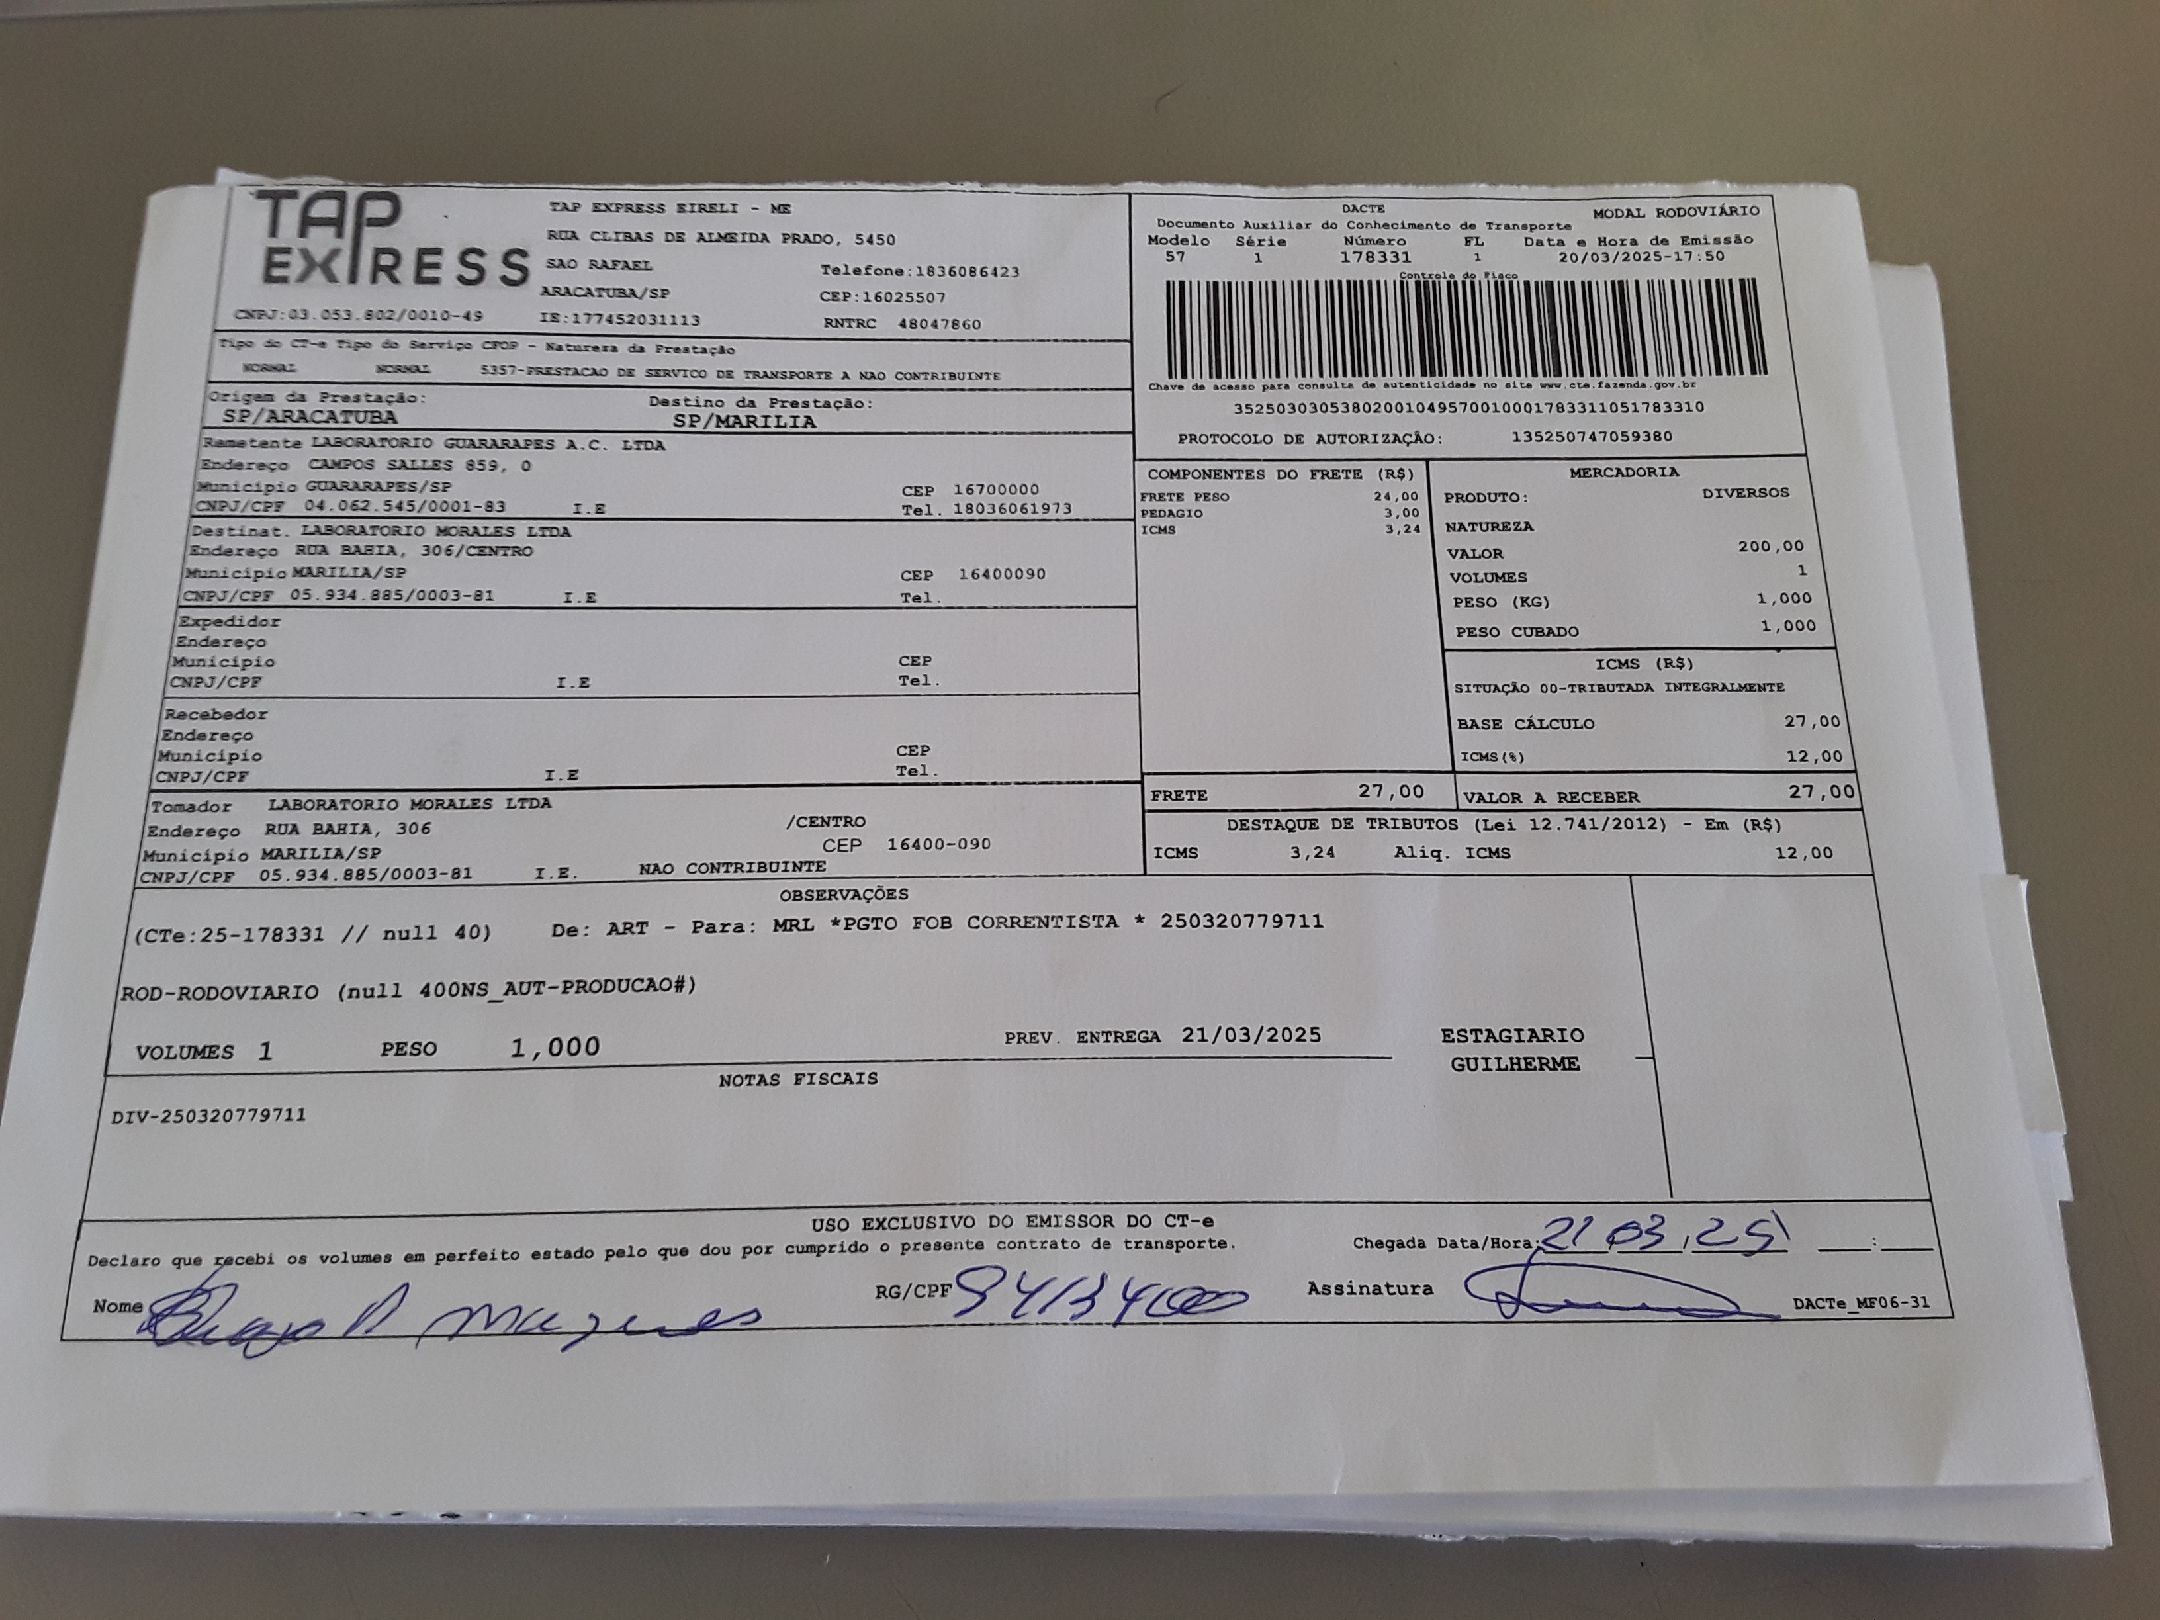 TAP
EXPRESS
TAP EXPRESS EIRELI - ME
RUA CLIBAS DE ALMEIDA PRADO, 5450
SAO RAFAEL
Telefone:1836086423
ARACATUBA/SP
CEP:16025507
CNPJ:03.053.802/0010-49
IE:177452031113
RNTRC 48047860
DACTE
MODAL RODOVIÁRIO
Documento Auxiliar do Conhecimento de Transporte
Modelo Série Número FL Data e Hora de Emissão
57 1 178331 1 20/03/2025-17:50
Controle do Fisco
Chave de acesso para consulta de autenticidade no site www.cte.fazenda.gov.br
35250303053802001049570010001783311051783310
PROTOCOLO DE AUTORIZAÇÃO: 135250747059380
Tipo do CT-e Tipo do Serviço CFOP - Natureza da Prestação
NORMAL NORMAL 5357-PRESTACAO DE SERVICO DE TRANSPORTE A NAO CONTRIBUINTE
Origem da Prestação: Destino da Prestação:
SP/ARACATUBA SP/MARILIA
Remetente LABORATORIO GUARARAPES A.C. LTDA
Endereço CAMPOS SALLES 859, 0
Município GUARARAPES/SP CEP 16700000
CNPJ/CPF 04.062.545/0001-83 I.E Tel. 18036061973
Destinat. LABORATORIO MORALES LTDA
Endereço RUA BAHIA, 306/CENTRO
Município MARILIA/SP CEP 16400090
CNPJ/CPF 05.934.885/0003-81 I.E Tel.
Expedidor
Endereço
Município CEP
CNPJ/CPF I.E Tel.
Recebedor
Endereço
Município CEP
CNPJ/CPF I.E Tel.
Tomador LABORATORIO MORALES LTDA
Endereço RUA BAHIA, 306 /CENTRO
Município MARILIA/SP CEP 16400-090
CNPJ/CPF 05.934.885/0003-81 I.E. NAO CONTRIBUINTE
COMPONENTES DO FRETE (R$)
FRETE PESO 24,00
PEDAGIO 3,00
ICMS 3,24
MERCADORIA
PRODUTO: DIVERSOS
NATUREZA
VALOR 200,00
VOLUMES 1
PESO (KG) 1,000
PESO CUBADO 1,000
ICMS (R$)
SITUAÇÃO 00-TRIBUTADA INTEGRALMENTE
BASE CÁLCULO 27,00
ICMS(%) 12,00
FRETE 27,00 VALOR A RECEBER 27,00
DESTAQUE DE TRIBUTOS (Lei 12.741/2012) - Em (R$)
ICMS 3,24 Aliq. ICMS 12,00
OBSERVAÇÕES
(CTe:25-178331 // null 40) De: ART - Para: MRL *PGTO FOB CORRENTISTA * 250320779711
ROD-RODOVIARIO (null 400NS_AUT-PRODUCAO#)
VOLUMES 1 PESO 1,000 PREV. ENTREGA 21/03/2025
ESTAGIARIO
GUILHERME
NOTAS FISCAIS
DIV-250320779711
USO EXCLUSIVO DO EMISSOR DO CT-e
Declaro que recebi os volumes em perfeito estado pelo que dou por cumprido o presente contrato de transporte.
Chegada Data/Hora: 21 03 25 :
Nome
RG/CPF
Assinatura
DACTe_MF06-31